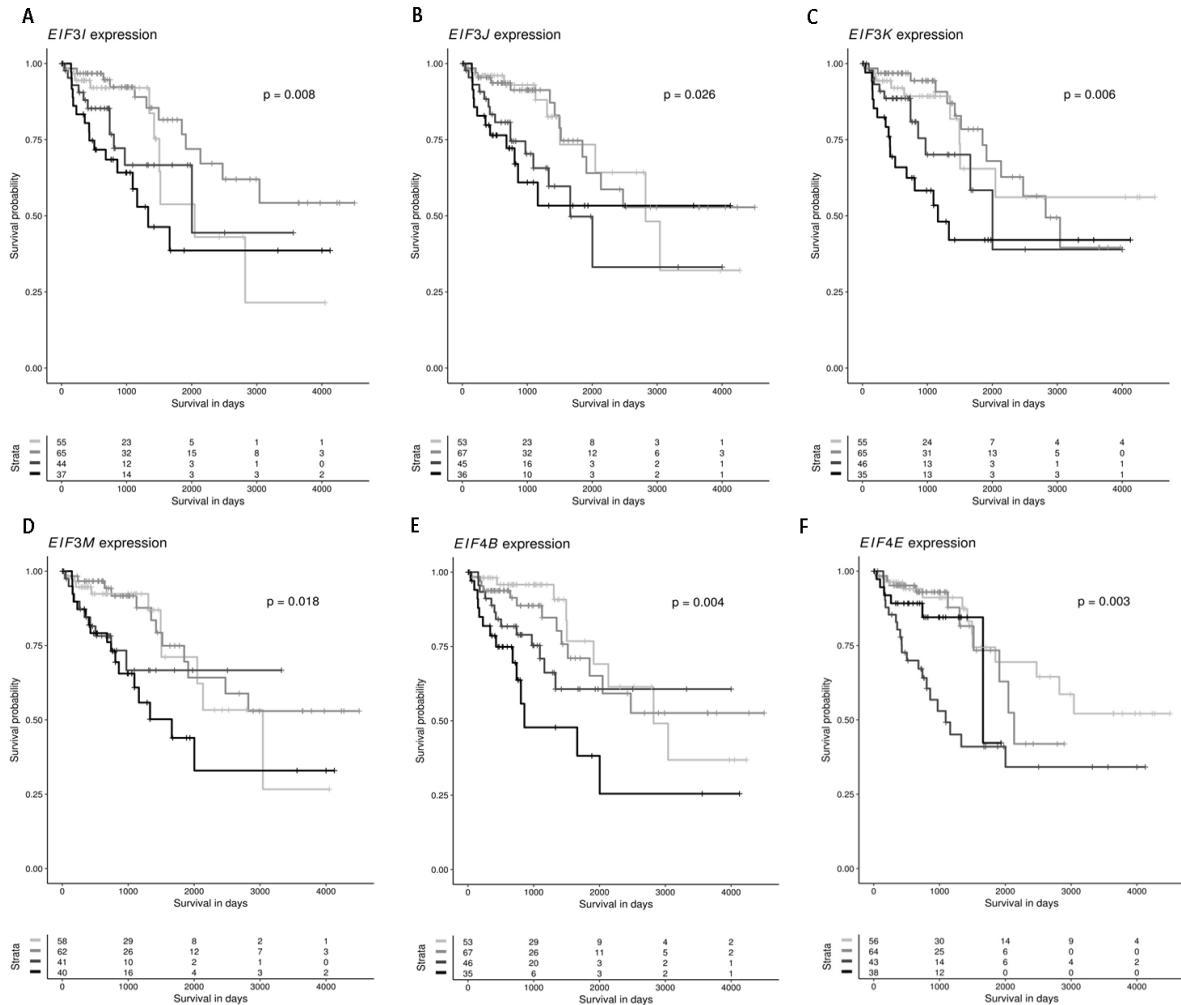 A
EIF3I expression
p = 0.008
1.00
0.75
0.50
0.25
0.00
Survival probability
0 1000 2000 3000 4000
Survival in days
Strata
55 23 5 1 1
65 32 15 8 3
44 12 3 1 0
37 14 3 3 2
0 1000 2000 3000 4000
Survival in days
B
EIF3J expression
p = 0.026
1.00
0.75
0.50
0.25
0.00
Survival probability
0 1000 2000 3000 4000
Survival in days
Strata
53 23 8 3 1
67 32 12 6 3
45 16 3 2 1
36 10 3 2 1
0 1000 2000 3000 4000
Survival in days
C
EIF3K expression
p = 0.006
1.00
0.75
0.50
0.25
0.00
Survival probability
0 1000 2000 3000 4000
Survival in days
Strata
55 24 7 4 4
65 31 13 5 0
46 13 3 1 1
35 13 3 3 1
0 1000 2000 3000 4000
Survival in days
D
EIF3M expression
p = 0.018
1.00
0.75
0.50
0.25
0.00
Survival probability
0 1000 2000 3000 4000
Survival in days
Strata
58 29 8 2 1
62 26 12 7 3
41 10 2 1 0
40 16 4 3 2
0 1000 2000 3000 4000
Survival in days
E
EIF4B expression
p = 0.004
1.00
0.75
0.50
0.25
0.00
Survival probability
0 1000 2000 3000 4000
Survival in days
Strata
53 29 9 4 2
67 26 11 5 2
46 20 3 2 1
35 6 3 2 1
0 1000 2000 3000 4000
Survival in days
F
EIF4E expression
p = 0.003
1.00
0.75
0.50
0.25
0.00
Survival probability
0 1000 2000 3000 4000
Survival in days
Strata
56 30 14 9 4
64 25 6 0 0
43 14 6 4 2
38 12 0 0 0
0 1000 2000 3000 4000
Survival in days